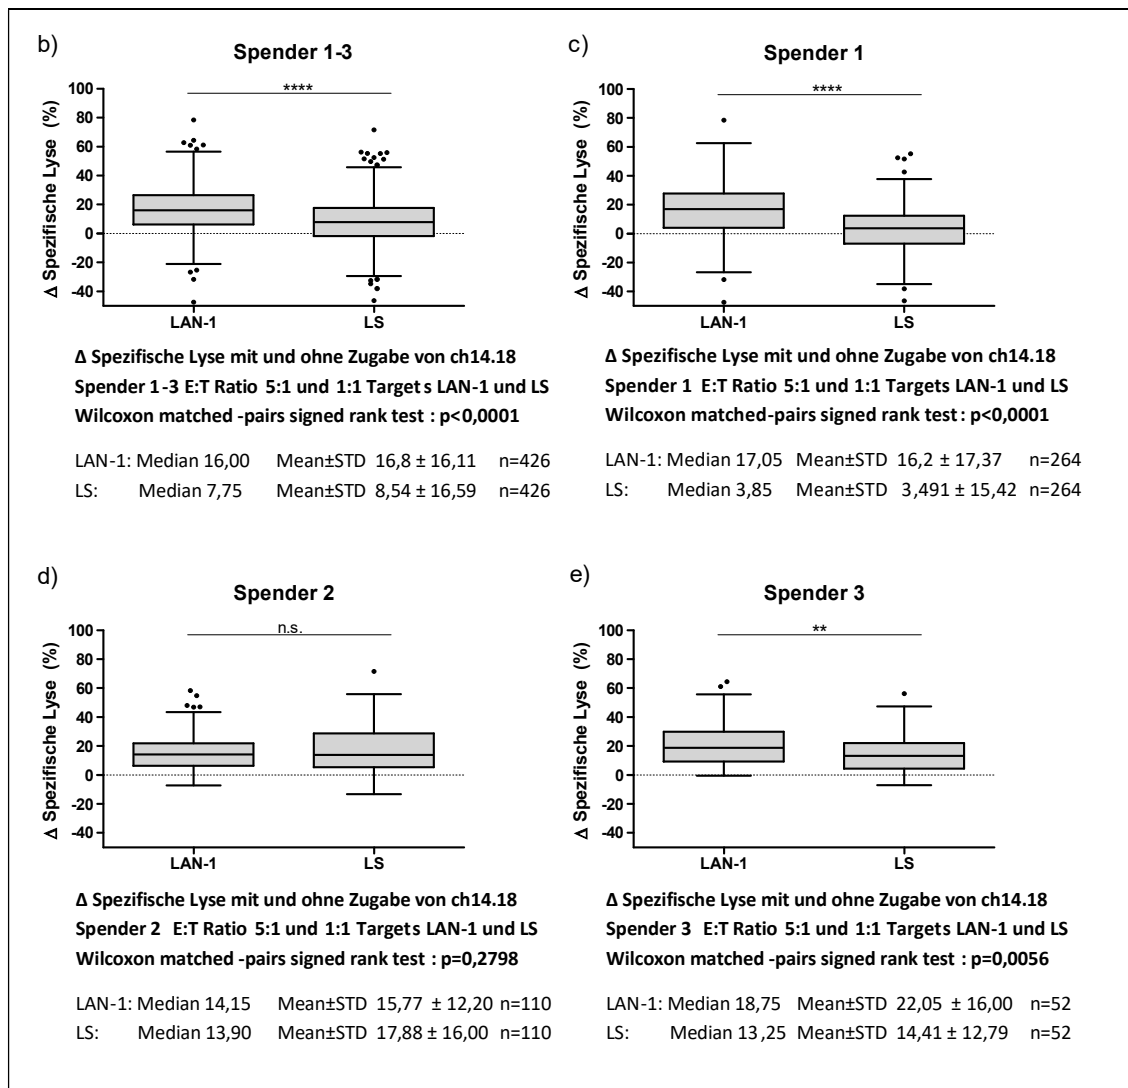 b)
Spender 1-3
****
Δ Spezifische Lyse (%)
100
80
60
40
20
0
-20
-40
LAN-1 LS
Δ Spezifische Lyse mit und ohne Zugabe von ch14.18
Spender 1-3 E:T Ratio 5:1 und 1:1 Targets LAN-1 und LS
Wilcoxon matched -pairs signed rank test : p<0,0001
LAN-1: Median 16,00 Mean±STD 16,8 ± 16,11 n=426
LS: Median 7,75 Mean±STD 8,54 ± 16,59 n=426
c)
Spender 1
****
Δ Spezifische Lyse (%)
100
80
60
40
20
0
-20
-40
LAN-1 LS
Δ Spezifische Lyse mit und ohne Zugabe von ch14.18
Spender 1 E:T Ratio 5:1 und 1:1 Targets LAN-1 und LS
Wilcoxon matched-pairs signed rank test : p<0,0001
LAN-1: Median 17,05 Mean±STD 16,2 ± 17,37 n=264
LS: Median 3,85 Mean±STD 3,491 ± 15,42 n=264
d)
Spender 2
n.s.
Δ Spezifische Lyse (%)
100
80
60
40
20
0
-20
-40
LAN-1 LS
Δ Spezifische Lyse mit und ohne Zugabe von ch14.18
Spender 2 E:T Ratio 5:1 und 1:1 Targets LAN-1 und LS
Wilcoxon matched -pairs signed rank test : p=0,2798
LAN-1: Median 14,15 Mean±STD 15,77 ± 12,20 n=110
LS: Median 13,90 Mean±STD 17,88 ± 16,00 n=110
e)
Spender 3
**
Δ Spezifische Lyse (%)
100
80
60
40
20
0
-20
-40
LAN-1 LS
Δ Spezifische Lyse mit und ohne Zugabe von ch14.18
Spender 3 E:T Ratio 5:1 und 1:1 Targets LAN-1 und LS
Wilcoxon matched -pairs signed rank test : p=0,0056
LAN-1: Median 18,75 Mean±STD 22,05 ± 16,00 n=52
LS: Median 13,25 Mean±STD 14,41 ± 12,79 n=52